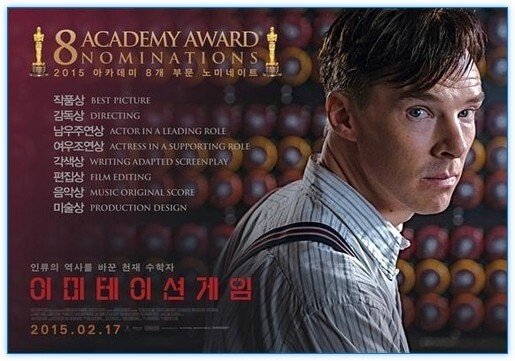 8 ACADEMY AWARD®
NOMINATIONS
2015 아카데미 8개 부문 노미네이트
작품상 BEST PICTURE
감독상 DIRECTING
남우주연상 ACTOR IN A LEADING ROLE
여우조연상 ACTRESS IN A SUPPORTING ROLE
각색상 WRITING ADAPTED SCREENPLAY
편집상 FILM EDITING
음악상 MUSIC ORIGINAL SCORE
미술상 PRODUCTION DESIGN
인류의 역사를 바꾼 천재 수학자
이미테이션 게임
2015.02.17